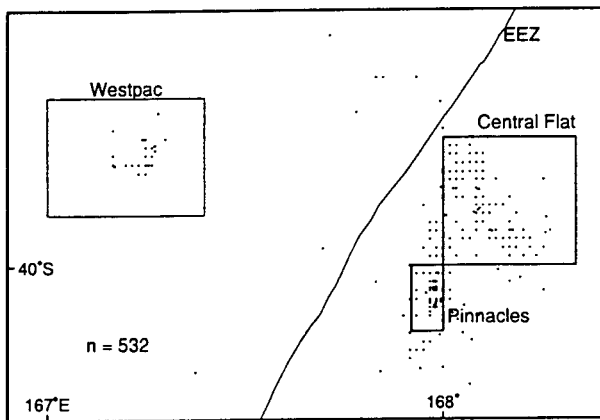 EEZ
Westpac
Central Flat
40°S
Pinnacles
n = 532
167°E
168°